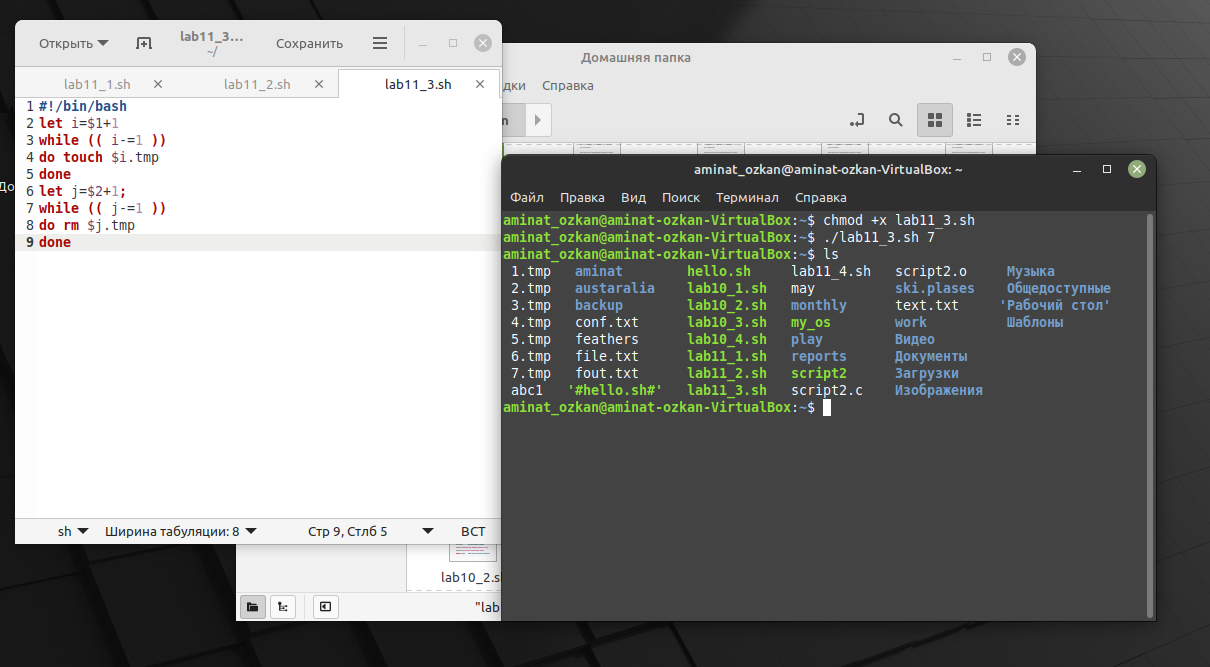 Открыть
lab11_3...
~/
Сохранить
lab11_1.sh
lab11_2.sh
lab11_3.sh
1 #!/bin/bash
2 let i=$1+1
3 while (( i-=1 ))
4 do touch $i.tmp
5 done
6 let j=$2+1;
7 while (( j-=1 ))
8 do rm $j.tmp
9 done
sh Ширина табуляции: 8 Стр 9, Стлб 5 ВСТ
Домашняя папка
Справка
aminat_ozkan@aminat-ozkan-VirtualBox: ~
Файл Правка Вид Поиск Терминал Справка
aminat_ozkan@aminat-ozkan-VirtualBox:~$ chmod +x lab11_3.sh
aminat_ozkan@aminat-ozkan-VirtualBox:~$ ./lab11_3.sh 7
aminat_ozkan@aminat-ozkan-VirtualBox:~$ ls
1.tmp aminat hello.sh lab11_4.sh script2.o Музыка
2.tmp austaralia lab10_1.sh may ski.plases Общедоступные
3.tmp backup lab10_2.sh monthly text.txt 'Рабочий стол'
4.tmp conf.txt lab10_3.sh my_os work Шаблоны
5.tmp feathers lab10_4.sh play Видео
6.tmp file.txt lab11_1.sh reports Документы
7.tmp fout.txt lab11_2.sh script2 Загрузки
abc1 '#hello.sh#' lab11_3.sh script2.c Изображения
aminat_ozkan@aminat-ozkan-VirtualBox:~$
lab10_2.s
"lab